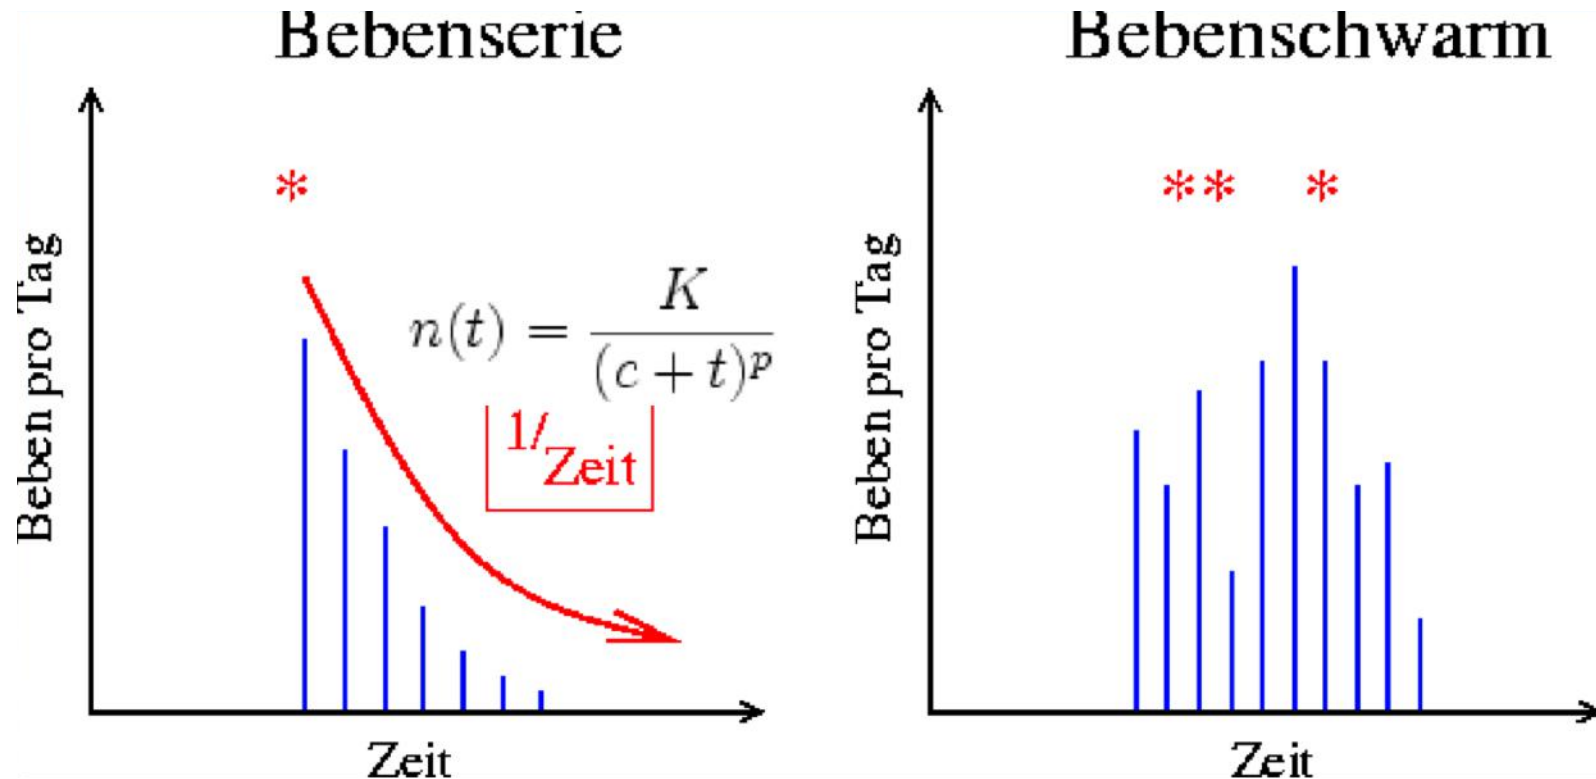 Bebenserie
Beben pro Tag
*
n(t) = K / (c + t)^p
1/Zeit
Zeit
Bebenschwarm
Beben pro Tag
** *
Zeit